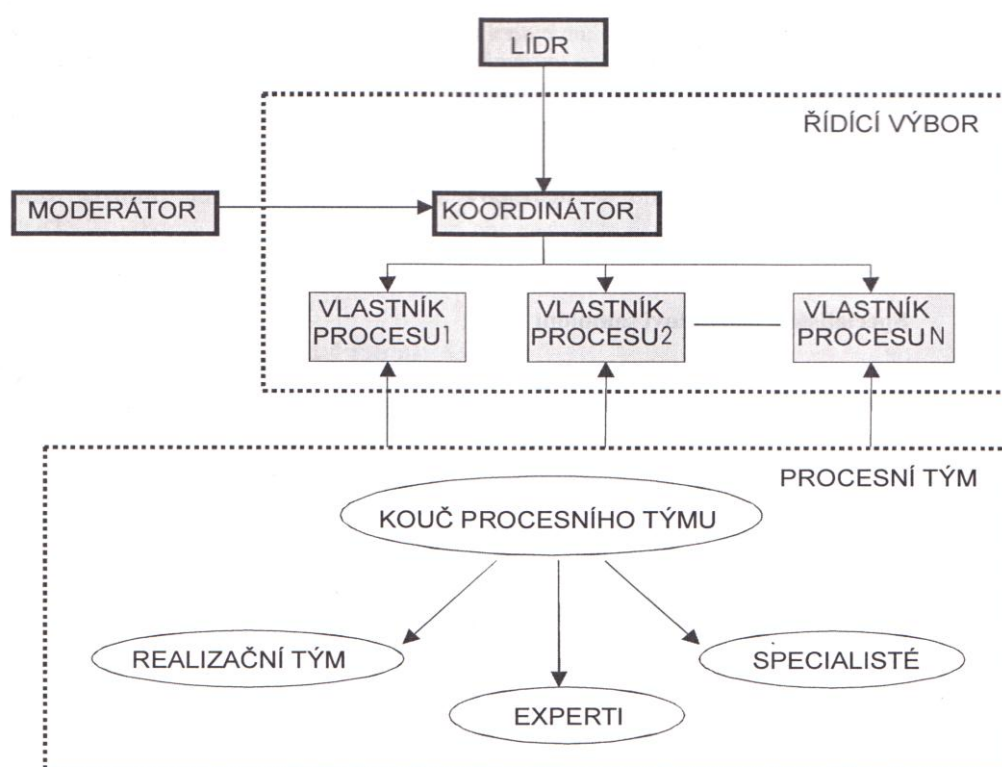 LÍDR
ŘÍDÍCÍ VÝBOR
MODERÁTOR
KOORDINÁTOR
VLASTNÍK
PROCESU1
VLASTNÍK
PROCESU2
VLASTNÍK
PROCESU N
PROCESNÍ TÝM
KOUČ PROCESNÍHO TÝMU
REALIZAČNÍ TÝM
SPECIALISTÉ
EXPERTI